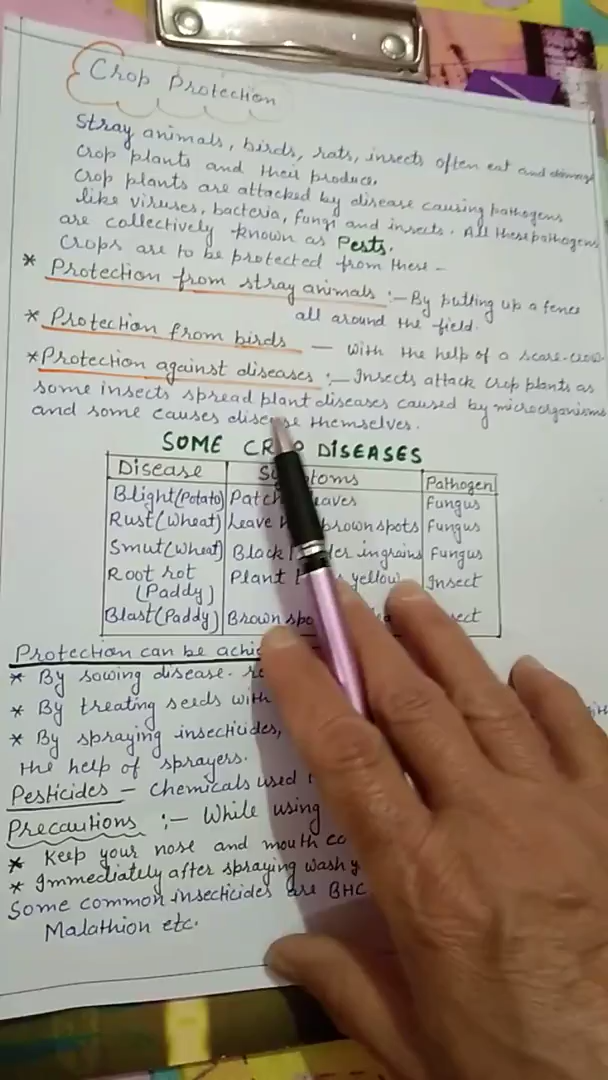 Crop Protection
Stray animals, birds, rats, insects often eat and damage
crop plants and their produce.
Crop plants are attacked by disease causing pathogens
like viruses, bacteria, fungi and insects. All these pathogens
are collectively known as Pests.
Crops are to be protected from these -
* Protection from stray animals :- By putting up a fence
all around the field.
* Protection from birds - With the help of a scare-crow
* Protection against diseases :- Insects attack crop plants as
some insects spread plant diseases caused by microorganisms
and some causes disease themselves.
SOME CROP DISEASES
Disease Symptoms Pathogen
Blight (Potato) leaves Fungus
Rust (Wheat) Leave brown spots Fungus
Smut (Wheat) Black in grains Fungus
Root rot Plant yellow Insect
(Paddy)
Blast (Paddy) Brown
Protection can be
* By sowing disease-
* By treating seeds with
* By spraying insecticides,
the help of sprayers.
Pesticides - Chemicals used
Precautions :- While using
* Keep your nose and mouth
* Immediately after spraying wash
Some common insecticides are BHC
Malathion etc.